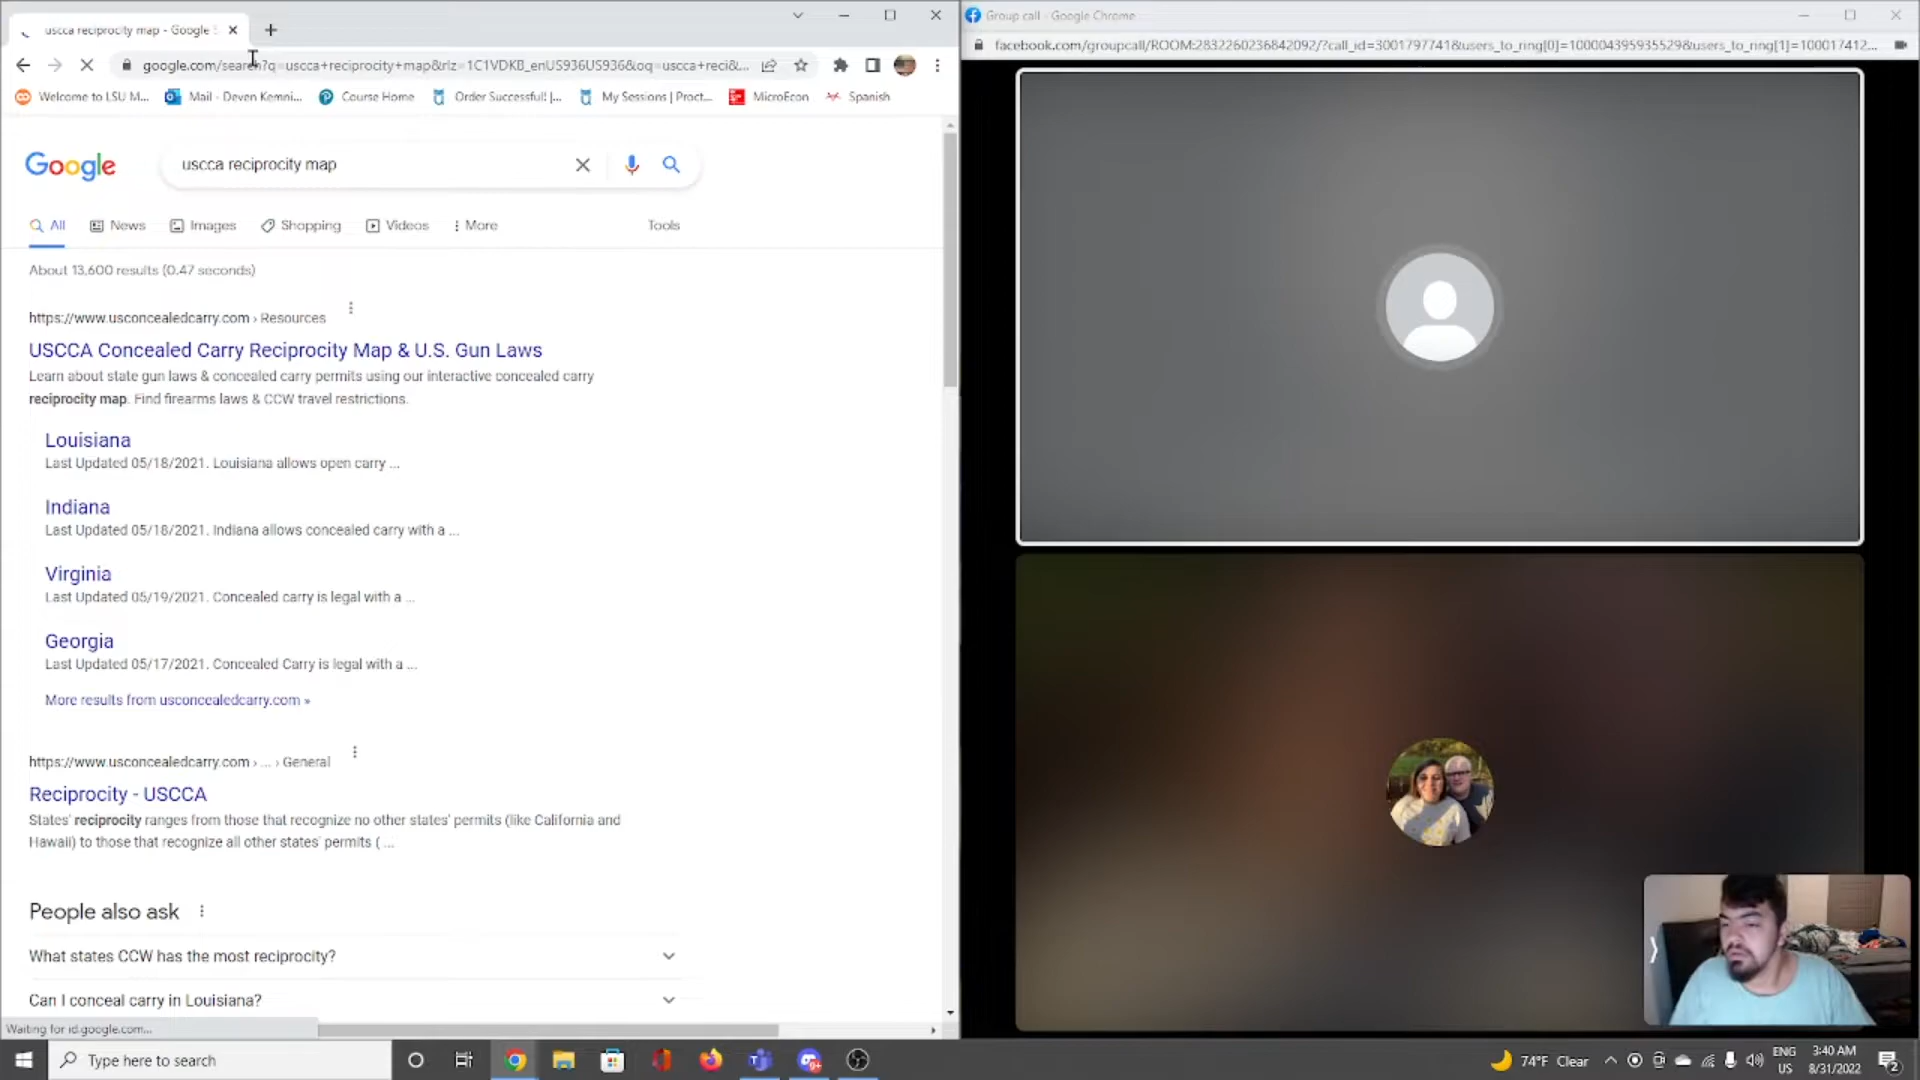 uscca reciprocity map - Google
google.com/search?q=uscca+reciprocity+map&rlz=1C1VDKB_enUS936US936&oq=uscca+reci&...
Welcome to LSU M...
Mail - Deven Kemni...
Course Home
Order Successful! |...
My Sessions | Proct...
MicroEcon
Spanish
Google
uscca reciprocity map
All
News
Images
Shopping
Videos
More
Tools
About 13,600 results (0.47 seconds)
https://www.usconcealedcarry.com › Resources
USCCA Concealed Carry Reciprocity Map & U.S. Gun Laws
Learn about state gun laws & concealed carry permits using our interactive concealed carry
reciprocity map. Find firearms laws & CCW travel restrictions.
Louisiana
Last Updated 05/18/2021. Louisiana allows open carry ...
Indiana
Last Updated 05/18/2021. Indiana allows concealed carry with a ...
Virginia
Last Updated 05/19/2021. Concealed carry is legal with a ...
Georgia
Last Updated 05/17/2021. Concealed Carry is legal with a ...
More results from usconcealedcarry.com »
https://www.usconcealedcarry.com › ... › General
Reciprocity - USCCA
States' reciprocity ranges from those that recognize no other states' permits (like California and
Hawaii) to those that recognize all other states' permits ( ...
People also ask
What states CCW has the most reciprocity?
Can I conceal carry in Louisiana?
Waiting for id.google.com...
Group call - Google Chrome
facebook.com/groupcall/ROOM:2832260236842092/?call_id=3001797741&users_to_ring[0]=100004395935529&users_to_ring[1]=100017412...
Type here to search
74°F Clear
ENG
US
3:40 AM
8/31/2022
2